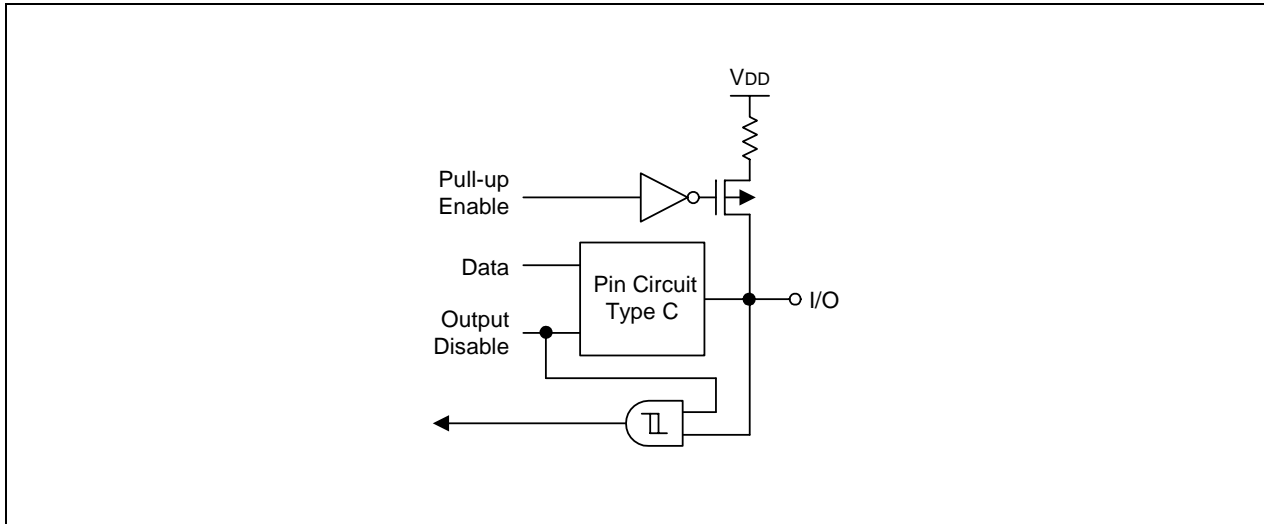 VDD
Pull-up
Enable
Data
Pin Circuit
Type C
I/O
Output
Disable